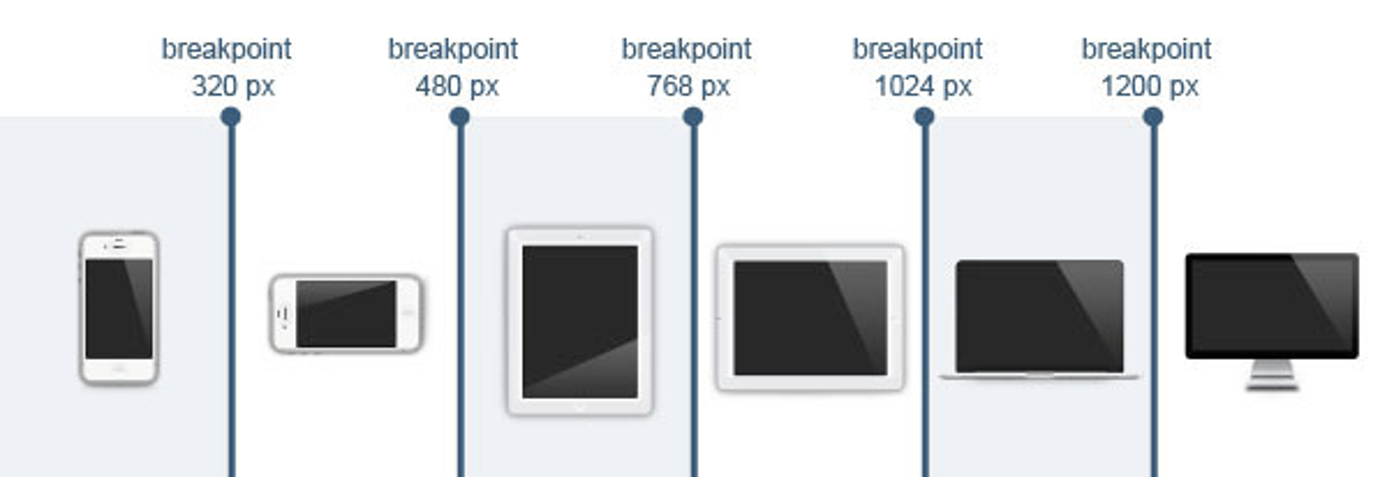 breakpoint
320 px
breakpoint
480 px
breakpoint
768 px
breakpoint
1024 px
breakpoint
1200 px